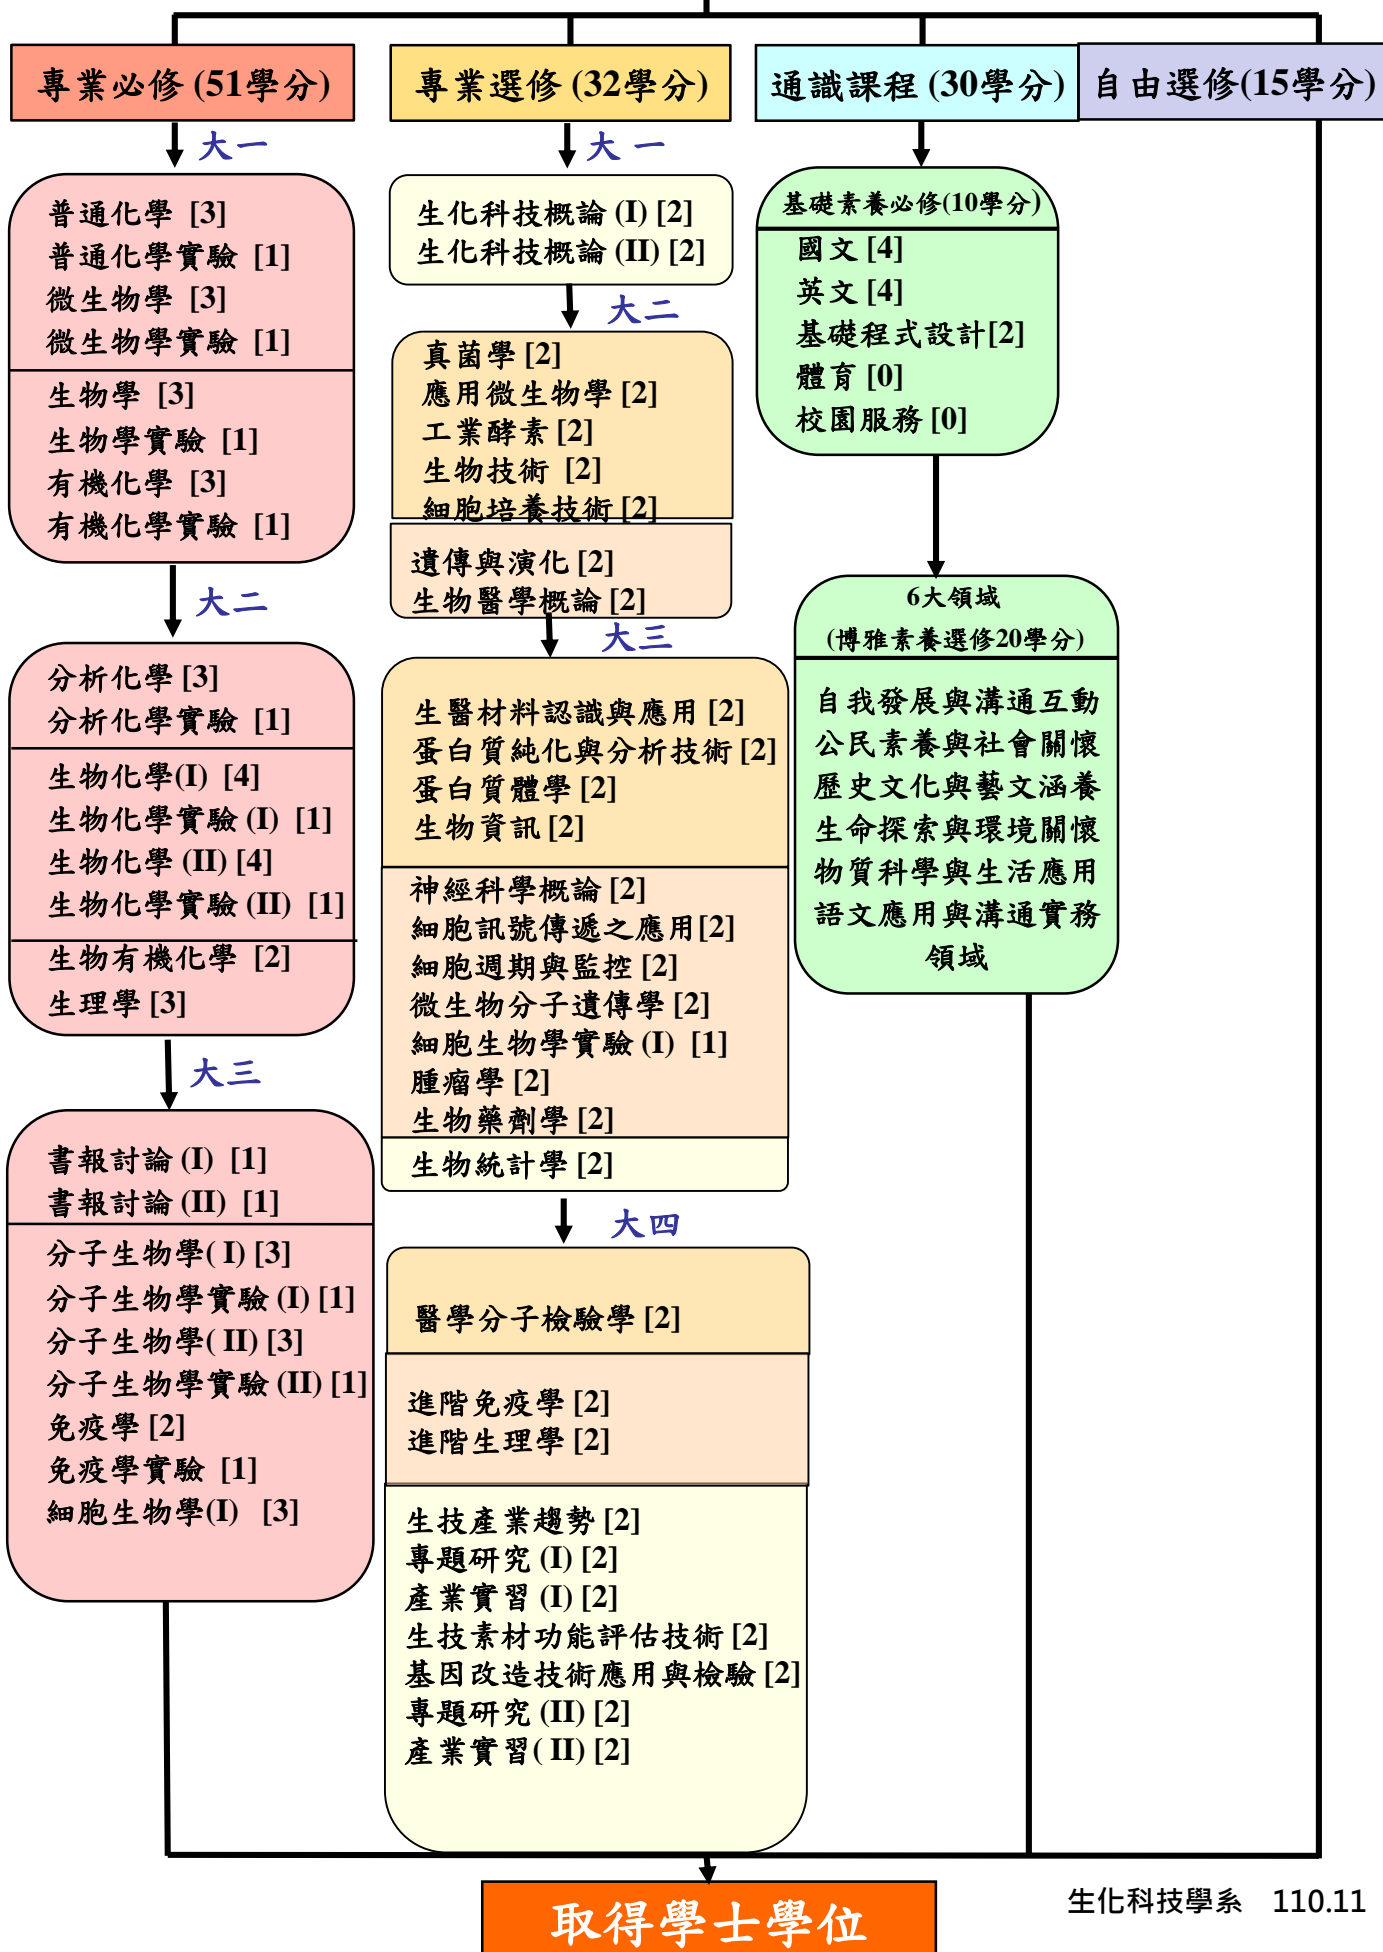 專業必修 (51學分)
大一
普通化學 [3]
普通化學實驗 [1]
微生物學 [3]
微生物學實驗 [1]
生物學 [3]
生物學實驗 [1]
有機化學 [3]
有機化學實驗 [1]
大二
分析化學 [3]
分析化學實驗 [1]
生物化學(I) [4]
生物化學實驗 (I) [1]
生物化學 (II) [4]
生物化學實驗 (II) [1]
生物有機化學 [2]
生理學 [3]
大三
書報討論 (I) [1]
書報討論 (II) [1]
分子生物學( I) [3]
分子生物學實驗 (I) [1]
分子生物學( II) [3]
分子生物學實驗 (II) [1]
免疫學 [2]
免疫學實驗 [1]
細胞生物學(I) [3]
專業選修 (32學分)
大一
生化科技概論 (I) [2]
生化科技概論 (II) [2]
大二
真菌學 [2]
應用微生物學 [2]
工業酵素 [2]
生物技術 [2]
細胞培養技術 [2]
遺傳與演化 [2]
生物醫學概論 [2]
大三
生醫材料認識與應用 [2]
蛋白質純化與分析技術 [2]
蛋白質體學 [2]
生物資訊 [2]
神經科學概論 [2]
細胞訊號傳遞之應用[2]
細胞週期與監控 [2]
微生物分子遺傳學 [2]
細胞生物學實驗 (I) [1]
腫瘤學 [2]
生物藥劑學 [2]
生物統計學 [2]
大四
醫學分子檢驗學 [2]
進階免疫學 [2]
進階生理學 [2]
生技產業趨勢 [2]
專題研究 (I) [2]
產業實習 (I) [2]
生技素材功能評估技術 [2]
基因改造技術應用與檢驗 [2]
專題研究 (II) [2]
產業實習( II) [2]
通識課程 (30學分)
基礎素養必修(10學分)
國文 [4]
英文 [4]
基礎程式設計[2]
體育 [0]
校園服務 [0]
6大領域
(博雅素養選修20學分)
自我發展與溝通互動
公民素養與社會關懷
歷史文化與藝文涵養
生命探索與環境關懷
物質科學與生活應用
語文應用與溝通實務
領域
自由選修(15學分)
取得學士學位
生化科技學系 110.11